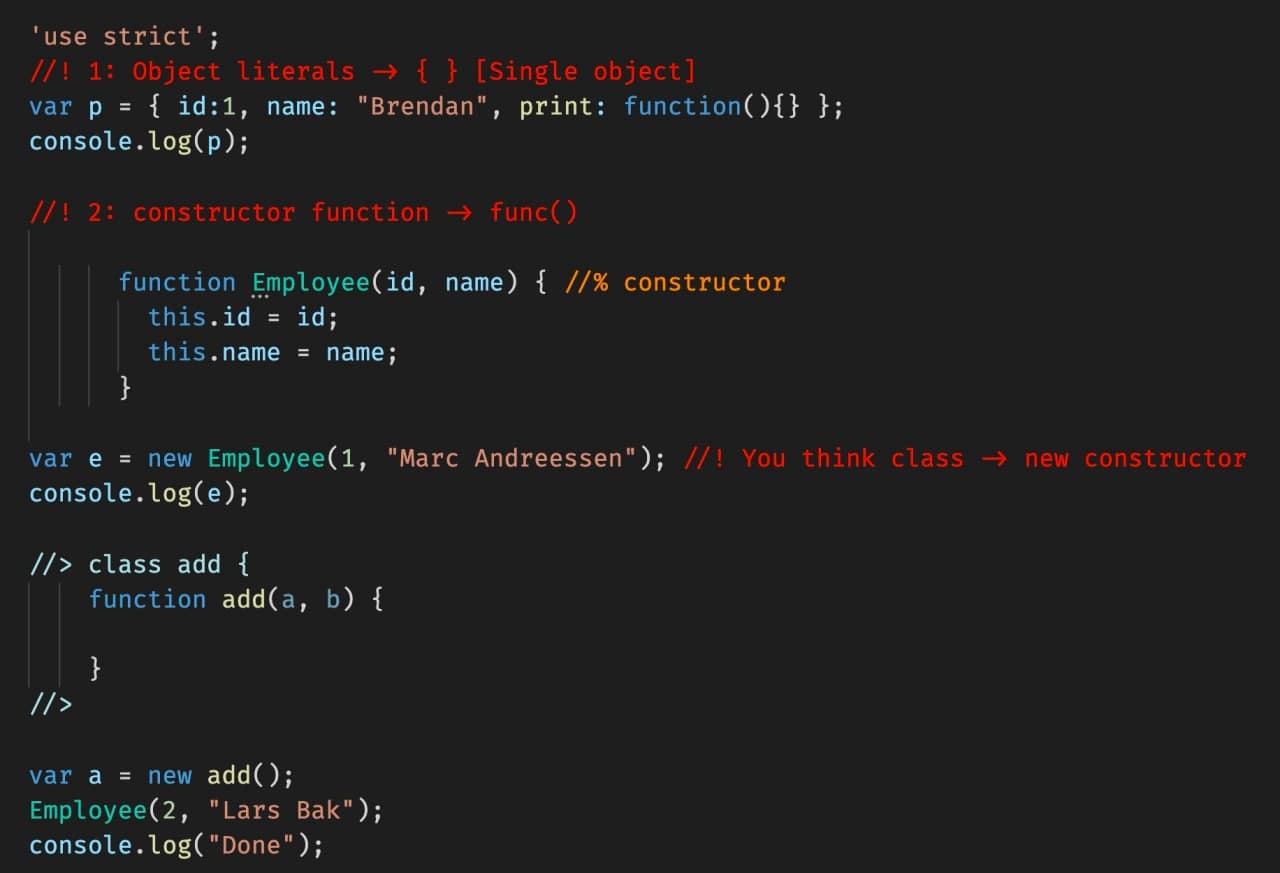 'use strict';
//! 1: Object literals → { } [Single object]
var p = { id:1, name: "Brendan", print: function(){} };
console.log(p);
//! 2: constructor function → func()
function Employee(id, name) { //% constructor
this.id = id;
this.name = name;
}
var e = new Employee(1, "Marc Andreessen"); //! You think class → new constructor
console.log(e);
//> class add {
function add(a, b) {
}
//>
var a = new add();
Employee(2, "Lars Bak");
console.log("Done");